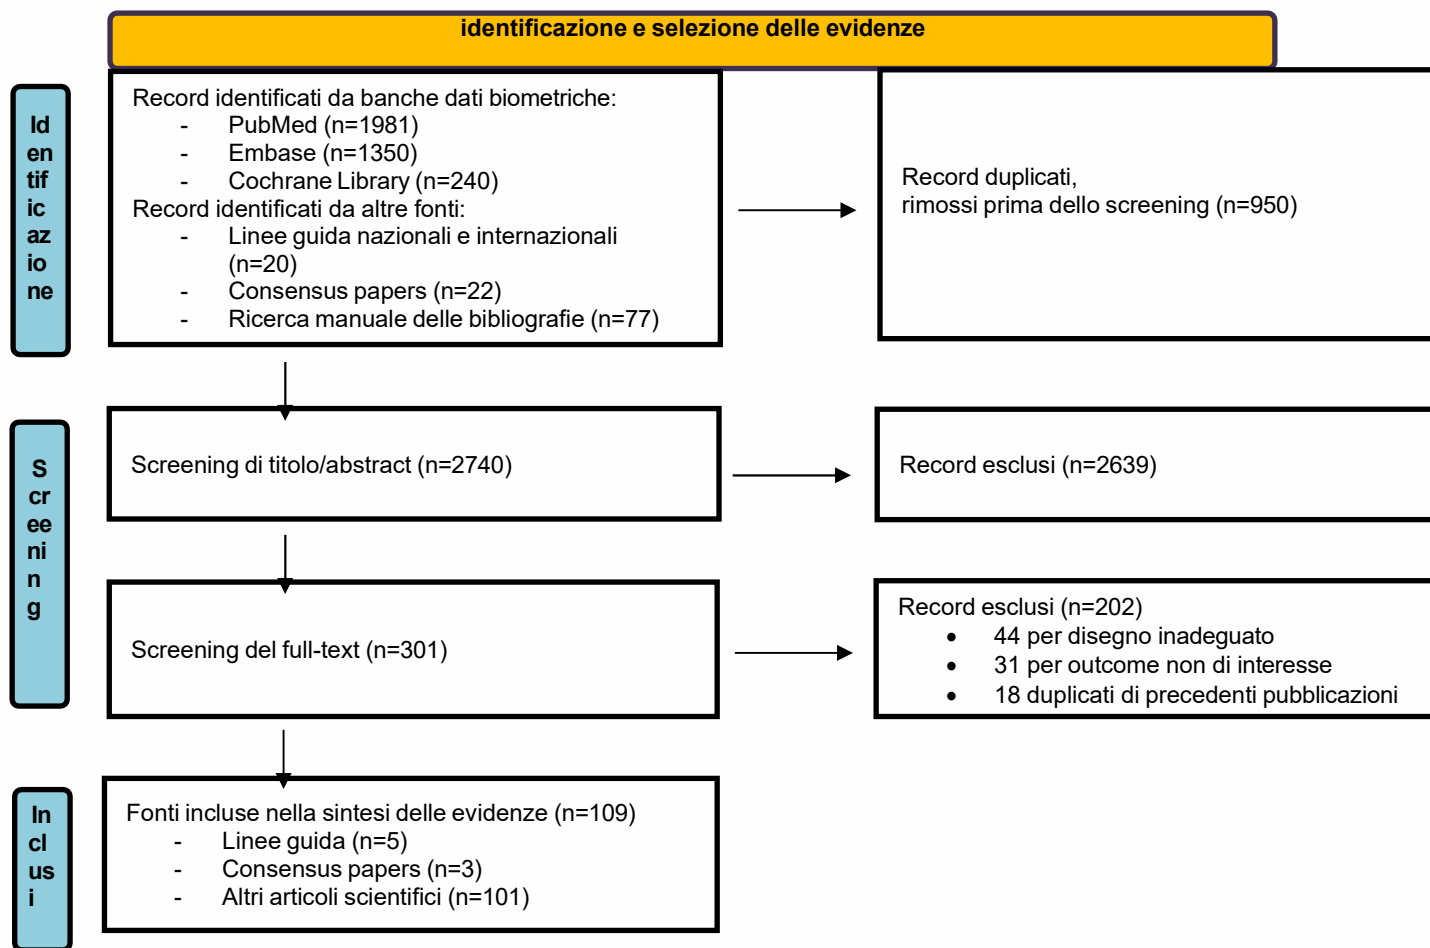 identificazione e selezione delle evidenze
Id
en
tif
ic
az
io
ne
Record identificati da banche dati biometriche:
- PubMed (n=1981)
- Embase (n=1350)
- Cochrane Library (n=240)
Record identificati da altre fonti:
- Linee guida nazionali e internazionali
(n=20)
- Consensus papers (n=22)
- Ricerca manuale delle bibliografie (n=77)
Record duplicati,
rimossi prima dello screening (n=950)
S
cr
ee
ni
n
g
Screening di titolo/abstract (n=2740)
Record esclusi (n=2639)
Screening del full-text (n=301)
Record esclusi (n=202)
• 44 per disegno inadeguato
• 31 per outcome non di interesse
• 18 duplicati di precedenti pubblicazioni
In
cl
us
i
Fonti incluse nella sintesi delle evidenze (n=109)
- Linee guida (n=5)
- Consensus papers (n=3)
- Altri articoli scientifici (n=101)